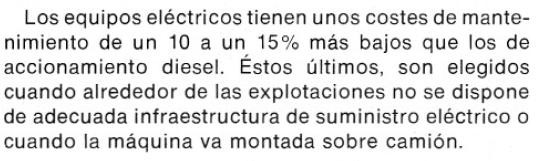 Los equipos eléctricos tienen unos costes de mante-
nimiento de un 10 a un 15% más bajos que los de
accionamiento diesel. Éstos últimos, son elegidos
cuando alrededor de las explotaciones no se dispone
de adecuada infraestructura de suministro eléctrico o
cuando la máquina va montada sobre camión.